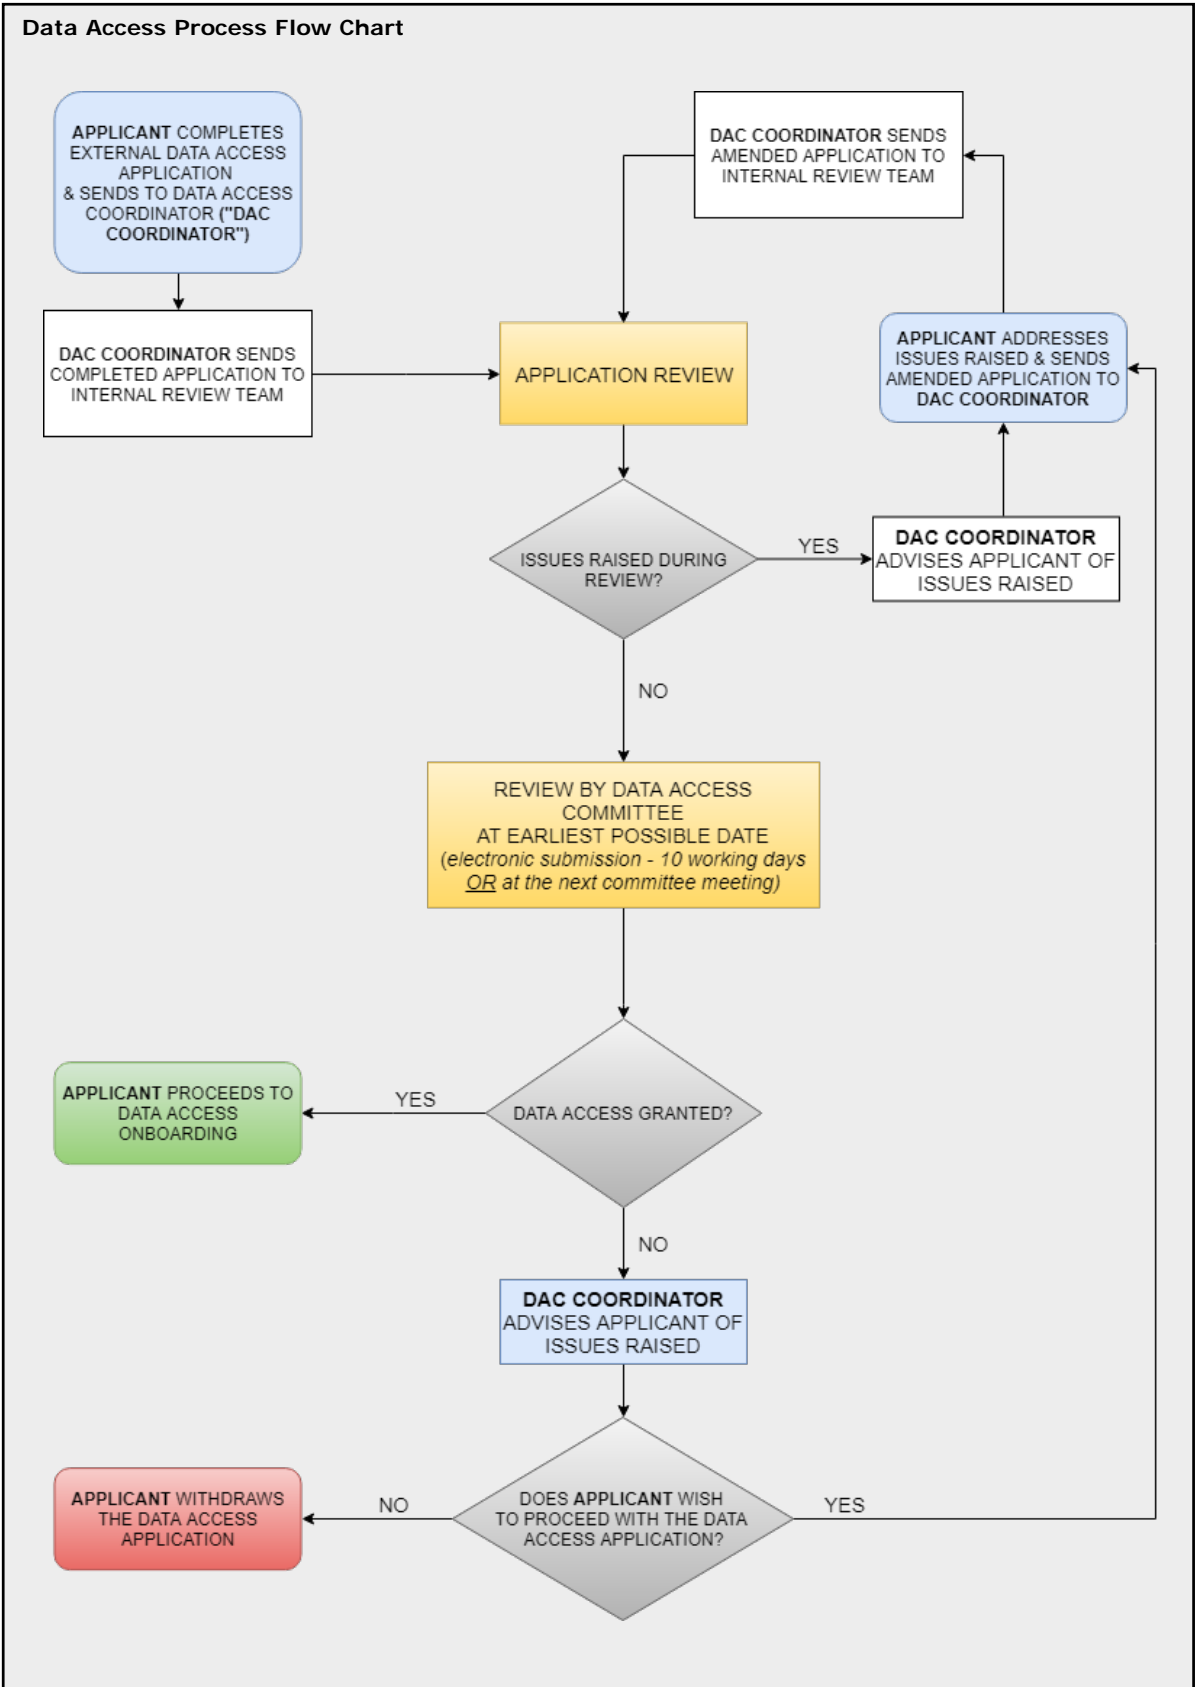 Data Access Process Flow Chart
APPLICANT COMPLETES
EXTERNAL DATA ACCESS
APPLICATION
& SENDS TO DATA ACCESS
COORDINATOR ("DAC
COORDINATOR")
DAC COORDINATOR SENDS
AMENDED APPLICATION TO
INTERNAL REVIEW TEAM
DAC COORDINATOR SENDS
COMPLETED APPLICATION TO
INTERNAL REVIEW TEAM
APPLICATION REVIEW
APPLICANT ADDRESSES
ISSUES RAISED & SENDS
AMENDED APPLICATION TO
DAC COORDINATOR
ISSUES RAISED DURING
REVIEW?
YES
DAC COORDINATOR
ADVISES APPLICANT OF
ISSUES RAISED
NO
REVIEW BY DATA ACCESS
COMMITTEE
AT EARLIEST POSSIBLE DATE
(electronic submission - 10 working days
OR at the next committee meeting)
DATA ACCESS GRANTED?
YES
APPLICANT PROCEEDS TO
DATA ACCESS
ONBOARDING
NO
DAC COORDINATOR
ADVISES APPLICANT OF
ISSUES RAISED
DOES APPLICANT WISH
TO PROCEED WITH THE DATA
ACCESS APPLICATION?
NO
APPLICANT WITHDRAWS
THE DATA ACCESS
APPLICATION
YES